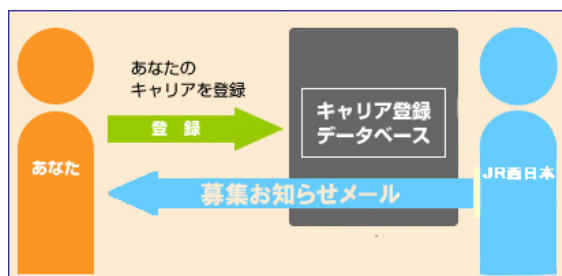 あなたの
キャリアを登録
登 録
キャリア登録
データベース
あなた
JR西日本
募集お知らせメール